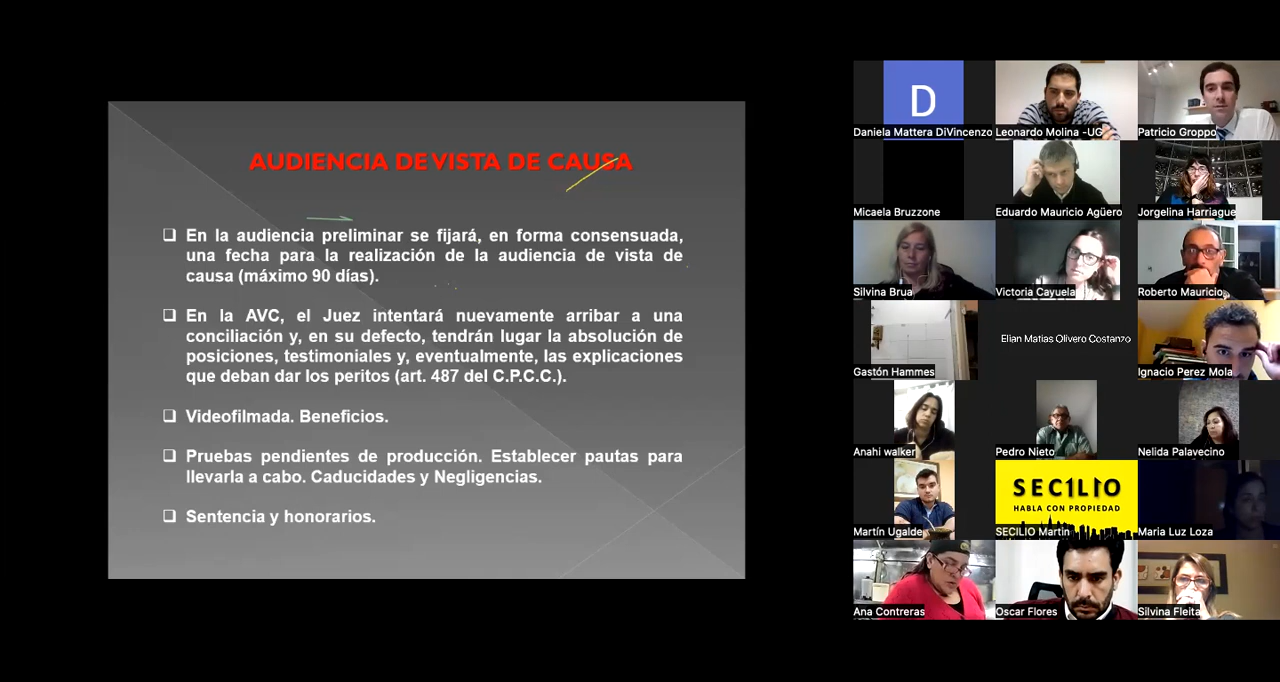 AUDIENCIA DE VISTA DE CAUSA
❑ En la audiencia preliminar se fijará, en forma consensuada,
una fecha para la realización de la audiencia de vista de
causa (máximo 90 días).
❑ En la AVC, el Juez intentará nuevamente arribar a una
conciliación y, en su defecto, tendrán lugar la absolución de
posiciones, testimoniales y, eventualmente, las explicaciones
que deban dar los peritos (art. 487 del C.P.C.C.).
❑ Videofilmada. Beneficios.
❑ Pruebas pendientes de producción. Establecer pautas para
llevarla a cabo. Caducidades y Negligencias.
❑ Sentencia y honorarios.
D
Daniela Mattera DiVincenzo
Leonardo Molina -UG
Patricio Groppo
Micaela Bruzzone
Eduardo Mauricio Agüero
Jorgelina Harriague
Silvina Brua
Victoria Cayuela
Roberto Mauricio
Gastón Hammes
Elian Matias Olivero Costanzo
Ignacio Perez Mola
Anahi walker
Pedro Nieto
Nelida Palavecino
Martín Ugalde
SEC1LIO
HABLA CON PROPIEDAD
SECILIO Martin
Maria Luz Loza
Ana Contreras
Oscar Flores
Silvina Fleita